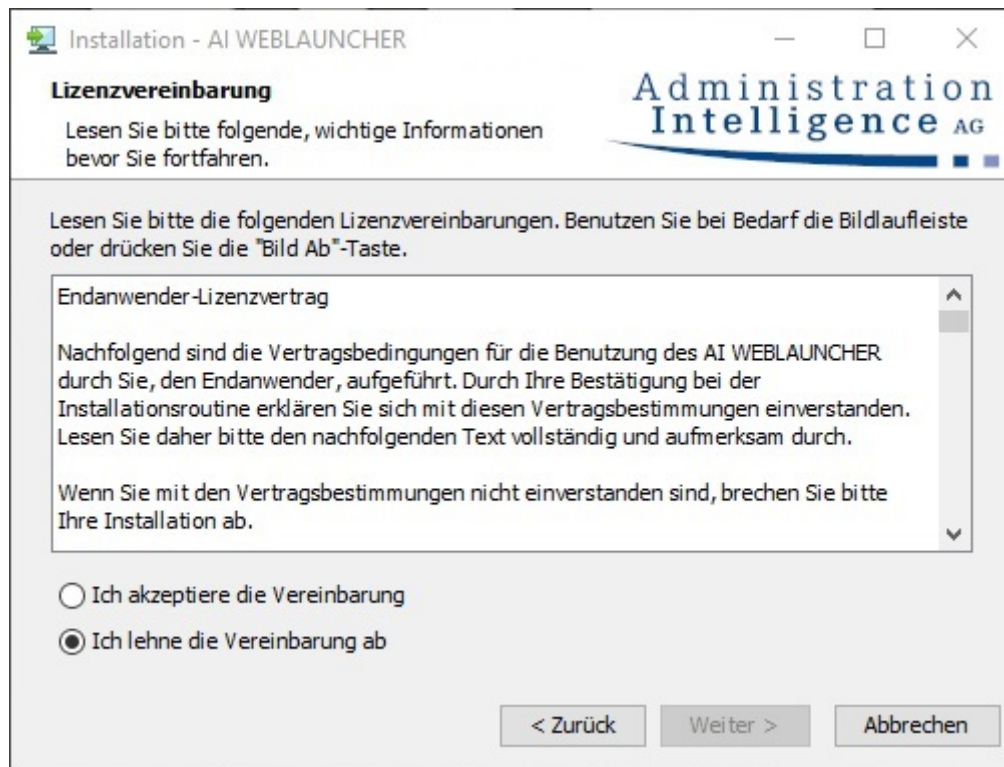 Installation - AI WEBLAUNCHER
Lizenzvereinbarung
Lesen Sie bitte folgende, wichtige Informationen
bevor Sie fortfahren.
Administration
Intelligence AG
Lesen Sie bitte die folgenden Lizenzvereinbarungen. Benutzen Sie bei Bedarf die Bildlaufleiste
oder drücken Sie die "Bild Ab"-Taste.
Endanwender-Lizenzvertrag
Nachfolgend sind die Vertragsbedingungen für die Benutzung des AI WEBLAUNCHER
durch Sie, den Endanwender, aufgeführt. Durch Ihre Bestätigung bei der
Installationsroutine erklären Sie sich mit diesen Vertragsbestimmungen einverstanden.
Lesen Sie daher bitte den nachfolgenden Text vollständig und aufmerksam durch.
Wenn Sie mit den Vertragsbestimmungen nicht einverstanden sind, brechen Sie bitte
Ihre Installation ab.
Ich akzeptiere die Vereinbarung
Ich lehne die Vereinbarung ab
< Zurück
Weiter >
Abbrechen